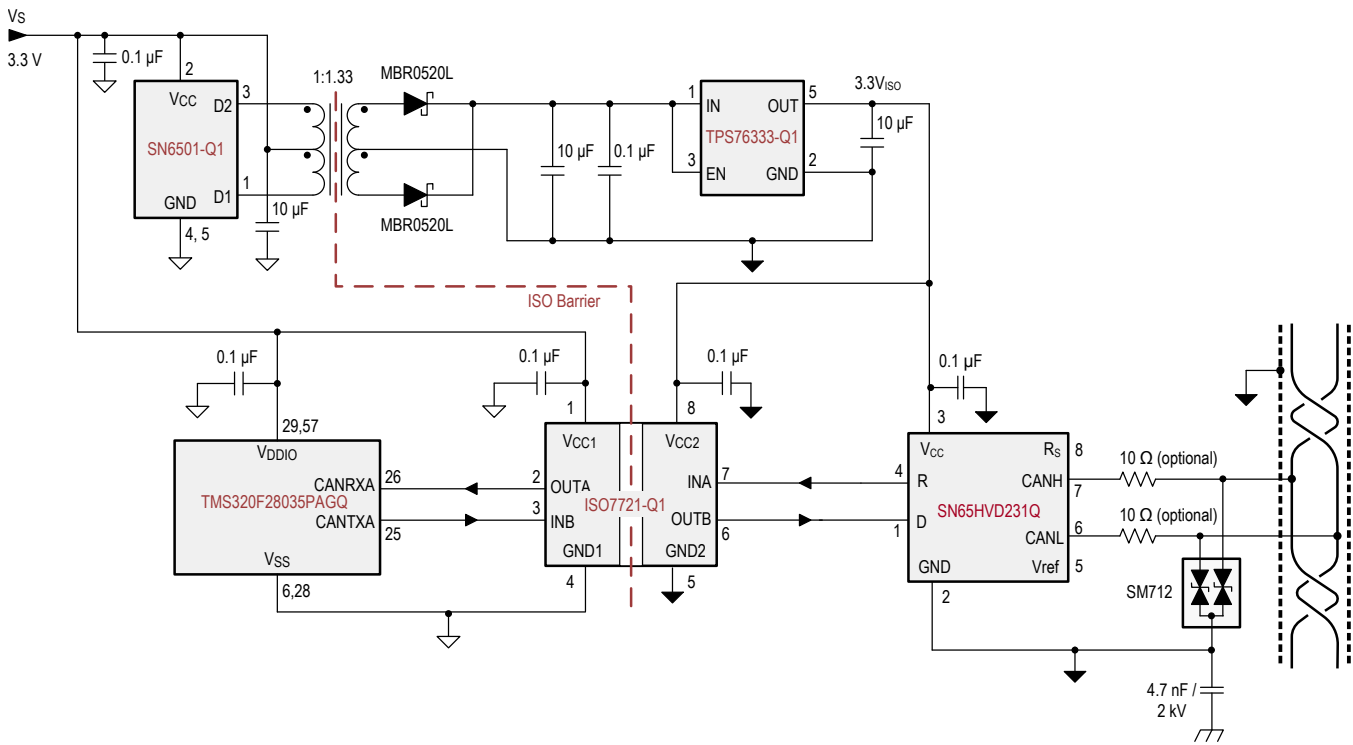 VS
3.3 V
0.1 µF
2
VCC
D2
3
SN6501-Q1
D1
1
GND
4, 5
10 µF
1:1.33
MBR0520L
MBR0520L
10 µF
0.1 µF
1
IN
OUT
5
TPS76333-Q1
3
EN
GND
2
3.3VISO
10 µF
ISO Barrier
0.1 µF
0.1 µF
0.1 µF
0.1 µF
29,57
VDDIO
CANRXA
26
TMS320F28035PAGQ
CANTXA
25
VSS
6,28
1
VCC1
2
OUTA
3
INB
GND1
4
ISO7721-Q1
8
VCC2
INA
7
OUTB
6
GND2
5
3
VCC
RS
8
4
R
CANH
7
SN65HVD231Q
1
D
CANL
6
GND
Vref
5
2
10 Ω (optional)
10 Ω (optional)
SM712
4.7 nF /
2 kV